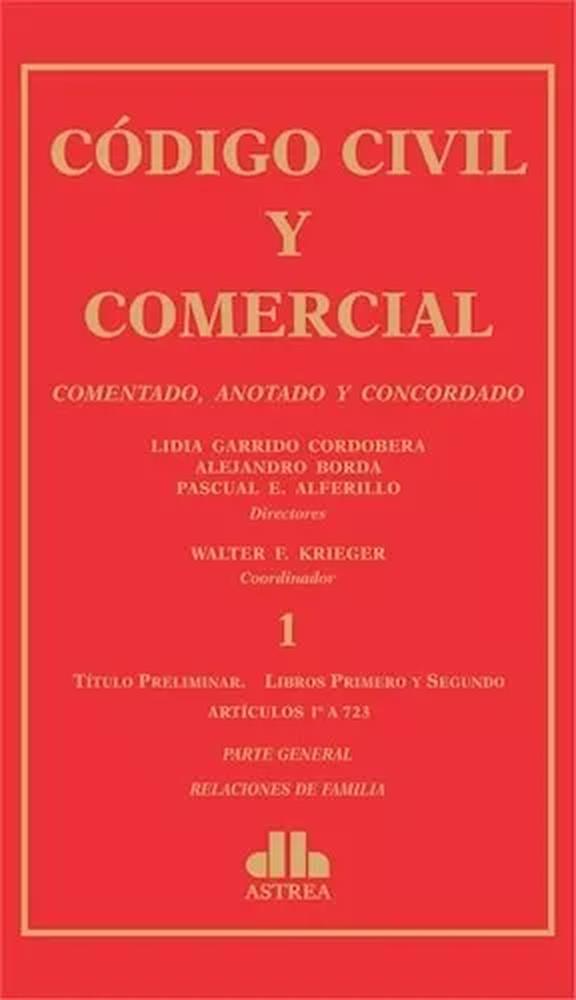 CÓDIGO CIVIL
Y
COMERCIAL
COMENTADO, ANOTADO Y CONCORDADO
LIDIA GARRIDO CORDOBERA
ALEJANDRO BORDA
PASCUAL E. ALFERILLO
Directores
WALTER F. KRIEGER
Coordinador
1
TÍTULO PRELIMINAR. LIBROS PRIMERO Y SEGUNDO
ARTÍCULOS 1º A 723
PARTE GENERAL
RELACIONES DE FAMILIA
ASTREA